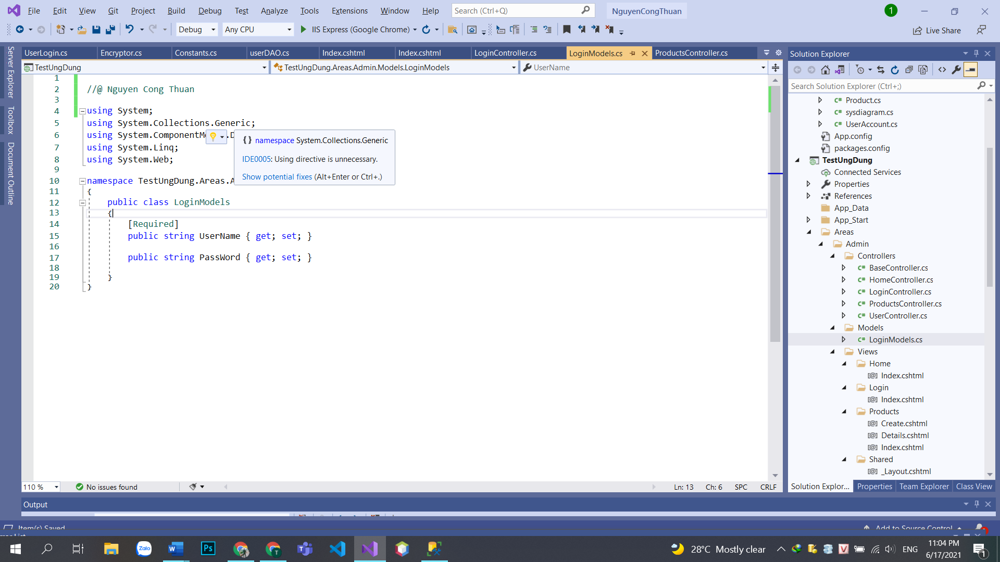 File Edit View Git Project Build Debug Test Analyze Tools Extensions Window Help Search (Ctrl+Q) NguyenCongThuan 1
Debug Any CPU IIS Express (Google Chrome) Live Share
UserLogin.cs Encryptor.cs Constants.cs userDAO.cs Index.cshtml Index.cshtml LoginController.cs LoginModels.cs ProductsController.cs
TestUngDung TestUngDung.Areas.Admin.Models.LoginModels UserName
Server Explorer
Toolbox
Document Outline
1
2 //@ Nguyen Cong Thuan
3
4 using System;
5 using System.Collections.Generic;
6 using System.ComponentM .D
7 using System.Linq;
8 using System.Web;
9
10 namespace TestUngDung.Areas.A
11 {
12 public class LoginModels
13 {
14 [Required]
15 public string UserName { get; set; }
16
17 public string PassWord { get; set; }
18
19 }
20 }
{} namespace System.Collections.Generic
IDE0005: Using directive is unnecessary.
Show potential fixes (Alt+Enter or Ctrl+.)
110 % No issues found Ln: 13 Ch: 6 SPC CRLF
Solution Explorer
Search Solution Explorer (Ctrl+;)
C# Product.cs
C# sysdiagram.cs
C# UserAccount.cs
App.config
packages.config
TestUngDung
Connected Services
Properties
References
App_Data
App_Start
Areas
Admin
Controllers
C# BaseController.cs
C# HomeController.cs
C# LoginController.cs
C# ProductsController.cs
C# UserController.cs
Models
C# LoginModels.cs
Views
Home
[@] Index.cshtml
Login
[@] Index.cshtml
Products
[@] Create.cshtml
[@] Details.cshtml
[@] Index.cshtml
Shared
[@] _Layout.cshtml
Solution Explor... Properties Team Explorer Class View
Output
Item(s) Saved Add to Source Control
Zalo W Ps T 28°C Mostly clear V ENG 11:04 PM
6/17/2021 1